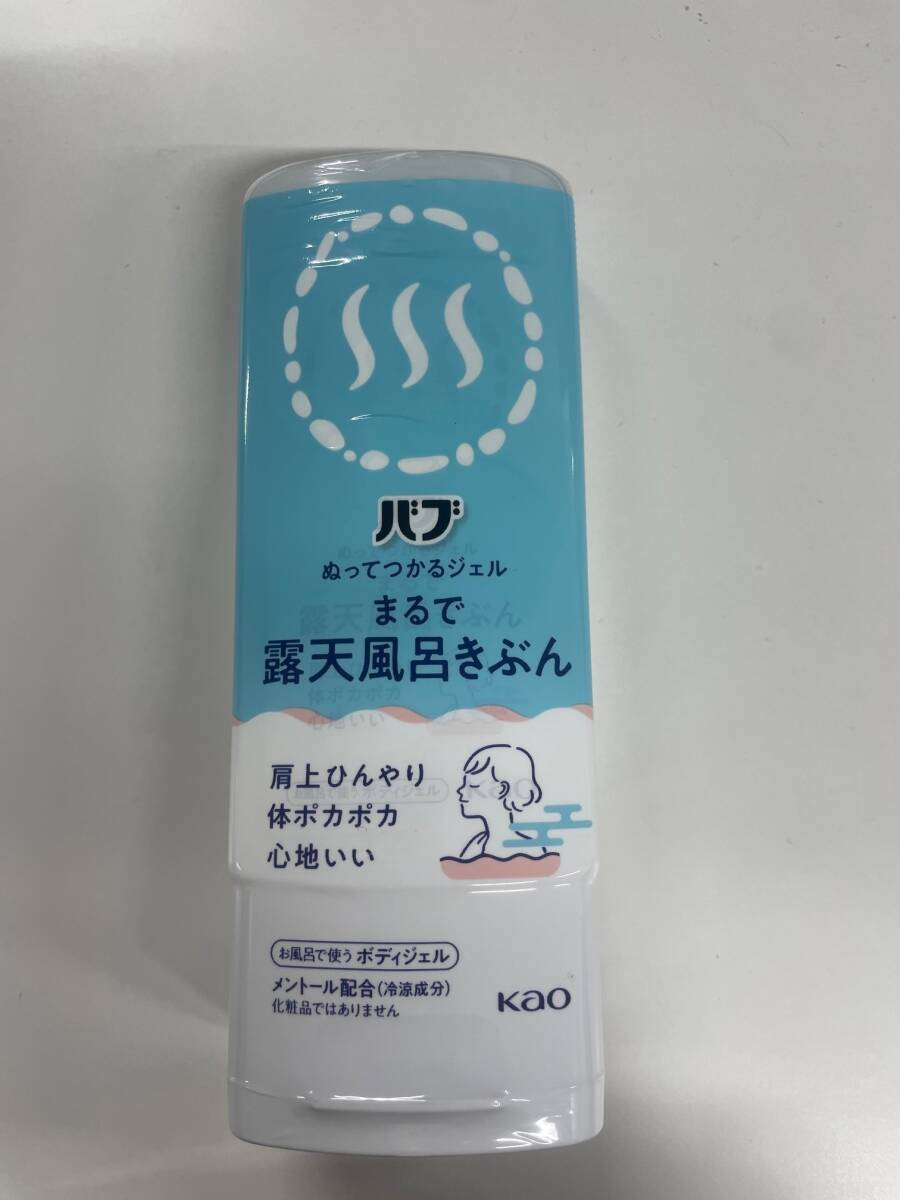 バブ
ぬってつかるジェル
まるで
露天風呂きぶん
肩上ひんやり
体ポカポカ
心地いい
お風呂で使う ボディジェル
メントール配合(冷涼成分)
化粧品ではありません
Kao